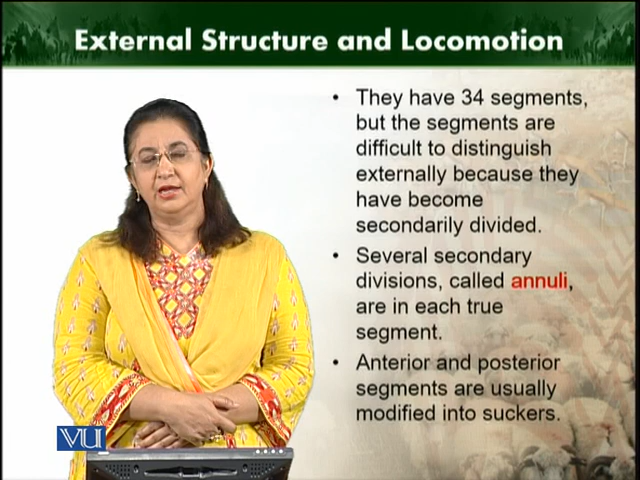 External Structure and Locomotion
• They have 34 segments,
but the segments are
difficult to distinguish
externally because they
have become
secondarily divided.
• Several secondary
divisions, called annuli,
are in each true
segment.
• Anterior and posterior
segments are usually
modified into suckers.
VU